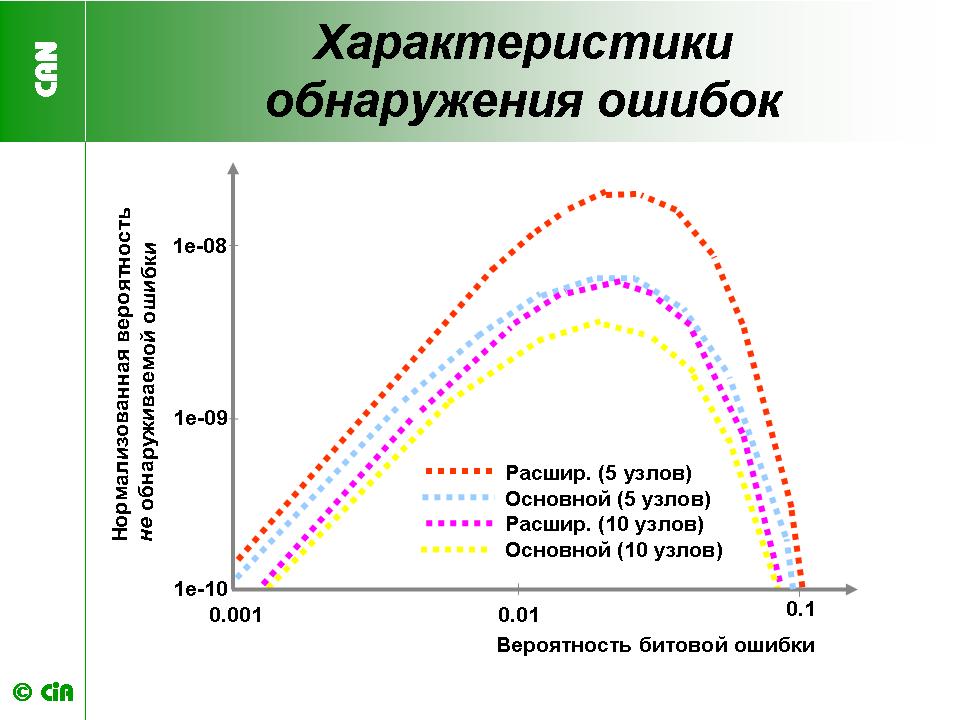 CAN
Характеристики
обнаружения ошибок
Нормализованная вероятность
не обнаруживаемой ошибки
1e-08
1e-09
1e-10
0.001
0.01
0.1
Вероятность битовой ошибки
Расшир. (5 узлов)
Основной (5 узлов)
Расшир. (10 узлов)
Основной (10 узлов)
© CiA